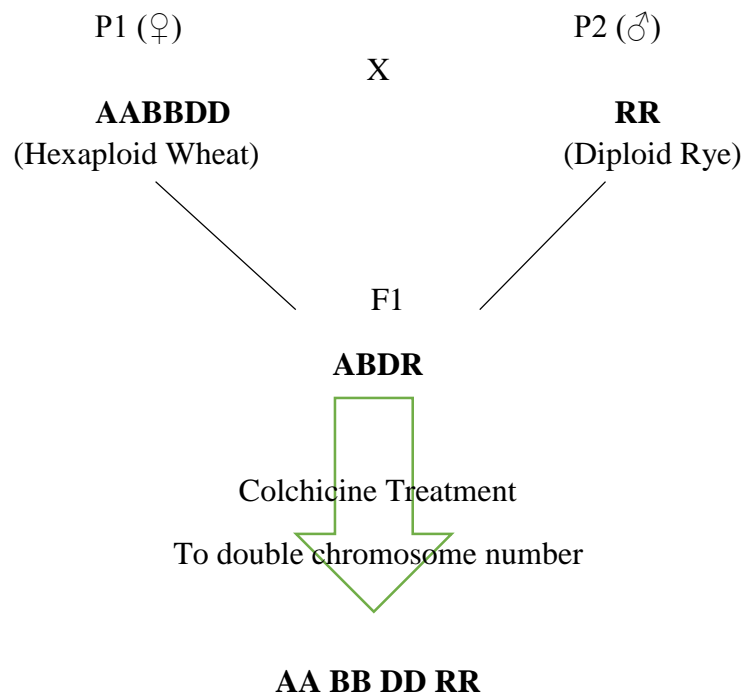 P1 (♀) P2 (♂)
X
AABBDD RR
(Hexaploid Wheat) (Diploid Rye)
F1
ABDR
Colchicine Treatment
To double chromosome number
AA BB DD RR